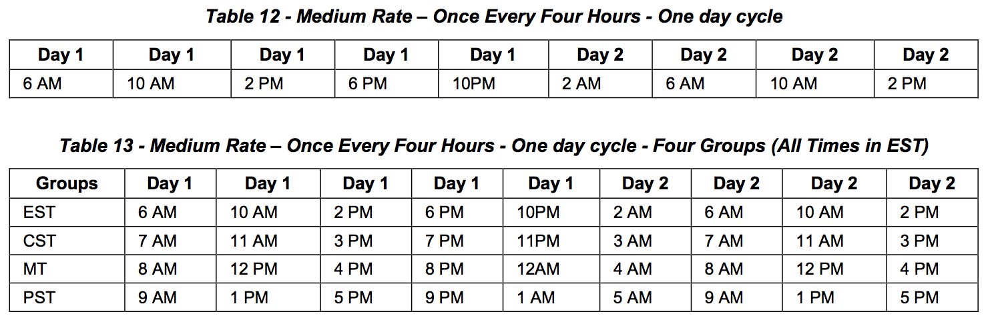 Table 12 - Medium Rate – Once Every Four Hours - One day cycle
Day 1 Day 1 Day 1 Day 1 Day 1 Day 2 Day 2 Day 2 Day 2
6 AM 10 AM 2 PM 6 PM 10PM 2 AM 6 AM 10 AM 2 PM
Table 13 - Medium Rate – Once Every Four Hours - One day cycle - Four Groups (All Times in EST)
Groups Day 1 Day 1 Day 1 Day 1 Day 1 Day 2 Day 2 Day 2 Day 2
EST 6 AM 10 AM 2 PM 6 PM 10PM 2 AM 6 AM 10 AM 2 PM
CST 7 AM 11 AM 3 PM 7 PM 11PM 3 AM 7 AM 11 AM 3 PM
MT 8 AM 12 PM 4 PM 8 PM 12AM 4 AM 8 AM 12 PM 4 PM
PST 9 AM 1 PM 5 PM 9 PM 1 AM 5 AM 9 AM 1 PM 5 PM